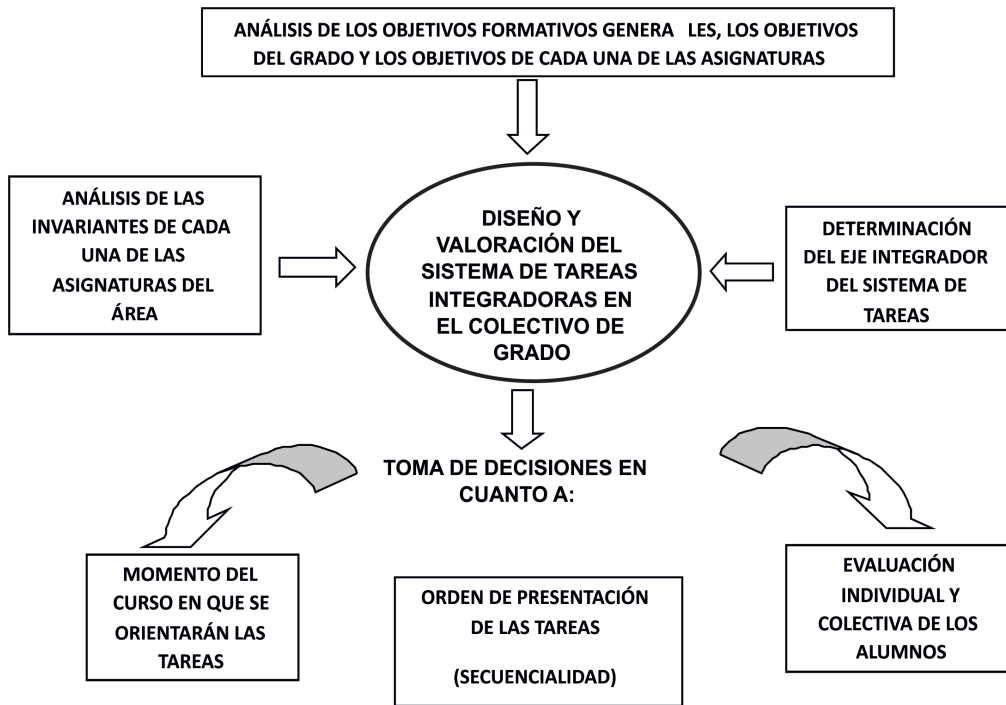 ANÁLISIS DE LOS OBJETIVOS FORMATIVOS GENERA LES, LOS OBJETIVOS
DEL GRADO Y LOS OBJETIVOS DE CADA UNA DE LAS ASIGNATURAS
ANÁLISIS DE LAS
INVARIANTES DE CADA
UNA DE LAS
ASIGNATURAS DEL
ÁREA
DISEÑO Y
VALORACIÓN DEL
SISTEMA DE TAREAS
INTEGRADORAS EN
EL COLECTIVO DE
GRADO
DETERMINACIÓN
DEL EJE INTEGRADOR
DEL SISTEMA DE
TAREAS
TOMA DE DECISIONES EN
CUANTO A:
MOMENTO DEL
CURSO EN QUE SE
ORIENTARÁN LAS
TAREAS
ORDEN DE PRESENTACIÓN
DE LAS TAREAS
(SECUENCIALIDAD)
EVALUACIÓN
INDIVIDUAL Y
COLECTIVA DE LOS
ALUMNOS